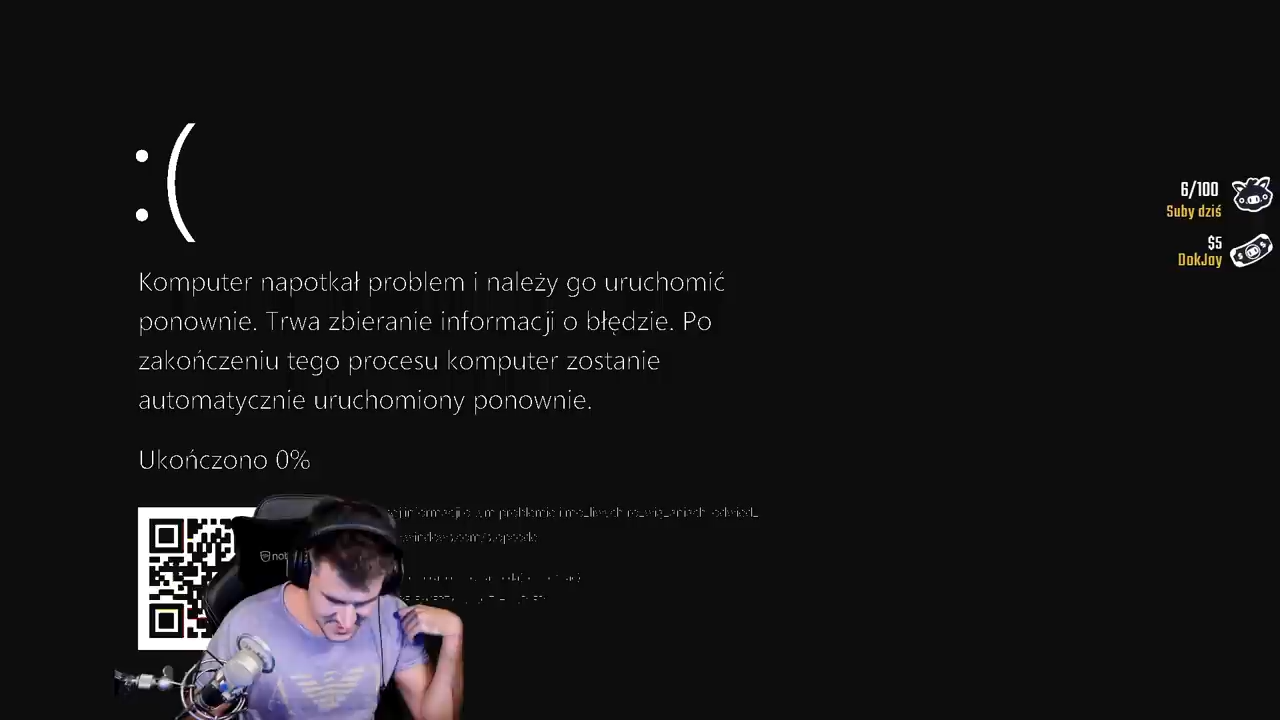 :(
6/100
Suby dziś
$5
DokJay
Komputer napotkał problem i należy go uruchomić
ponownie. Trwa zbieranie informacji o błędzie. Po
zakończeniu tego procesu komputer zostanie
automatycznie uruchomiony ponownie.
Ukończono 0%